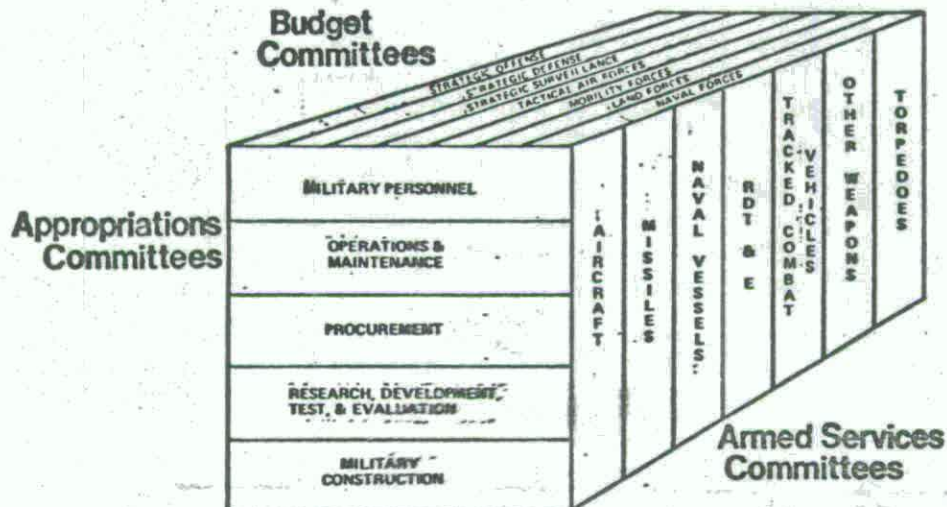 Budget
Committees
STRATEGIC OFFENSE
STRATEGIC DEFENSE
STRATEGIC SURVEILLANCE
TACTICAL AIR FORCES
MOBILITY FORCES
LAND FORCES
NAVAL FORCES
Appropriations
Committees
MILITARY PERSONNEL
OPERATIONS &
MAINTENANCE
PROCUREMENT
RESEARCH, DEVELOPMENT,
TEST, & EVALUATION
MILITARY
CONSTRUCTION
AIRCRAFT
MISSILES
NAVAL VESSELS
RDT & E
TRACKED COMBAT
VEHICLES
OTHER WEAPONS
TORPEDOES
Armed Services
Committees